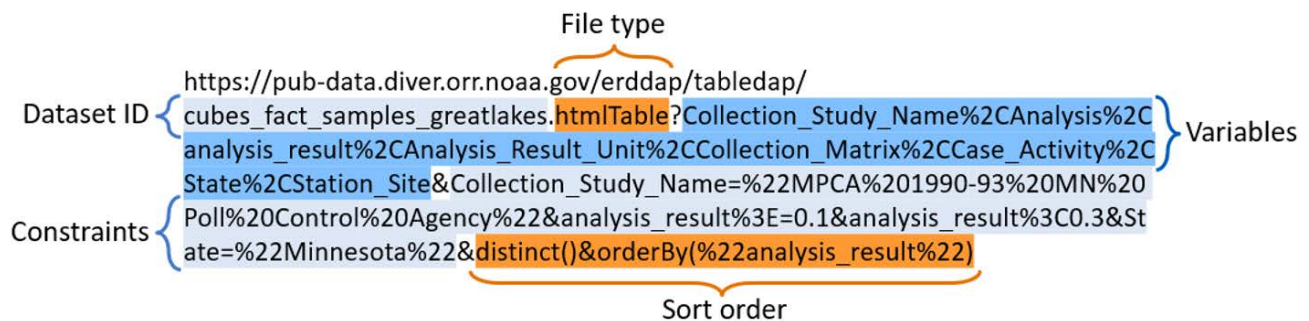 File type
https://pub-data.diver.orr.noaa.gov/erddap/tabledap/
Dataset ID
cubes_fact_samples_greatlakes.htmlTable?Collection_Study_Name%2CAnalysis%2C
Variables
analysis_result%2CAnalysis_Result_Unit%2CCollection_Matrix%2CCase_Activity%2C
State%2CStation_Site&Collection_Study_Name=%22MPCA%201990-93%20MN%20
Constraints
Poll%20Control%20Agency%22&analysis_result%3E=0.1&analysis_result%3C0.3&St
ate=%22Minnesota%22&distinct()&orderBy(%22analysis_result%22)
Sort order